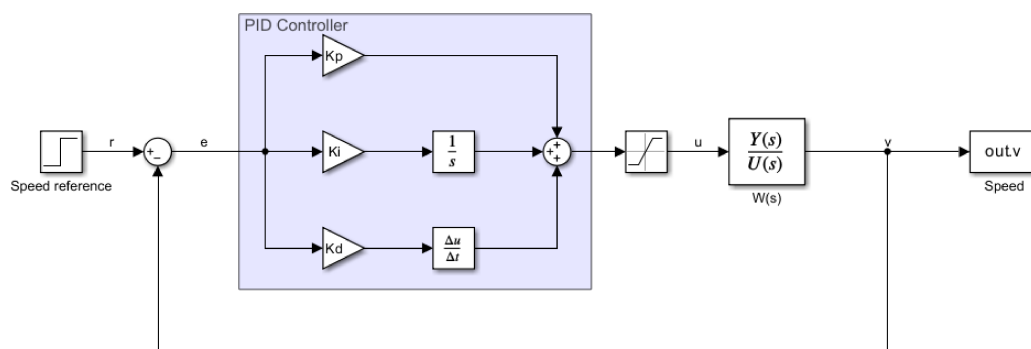 PID Controller
Kp
r
+
−
e
Ki
1
s
+
+
+
u
Y(s)
U(s)
v
out.v
Speed reference
W(s)
Speed
Kd
Δu
Δt